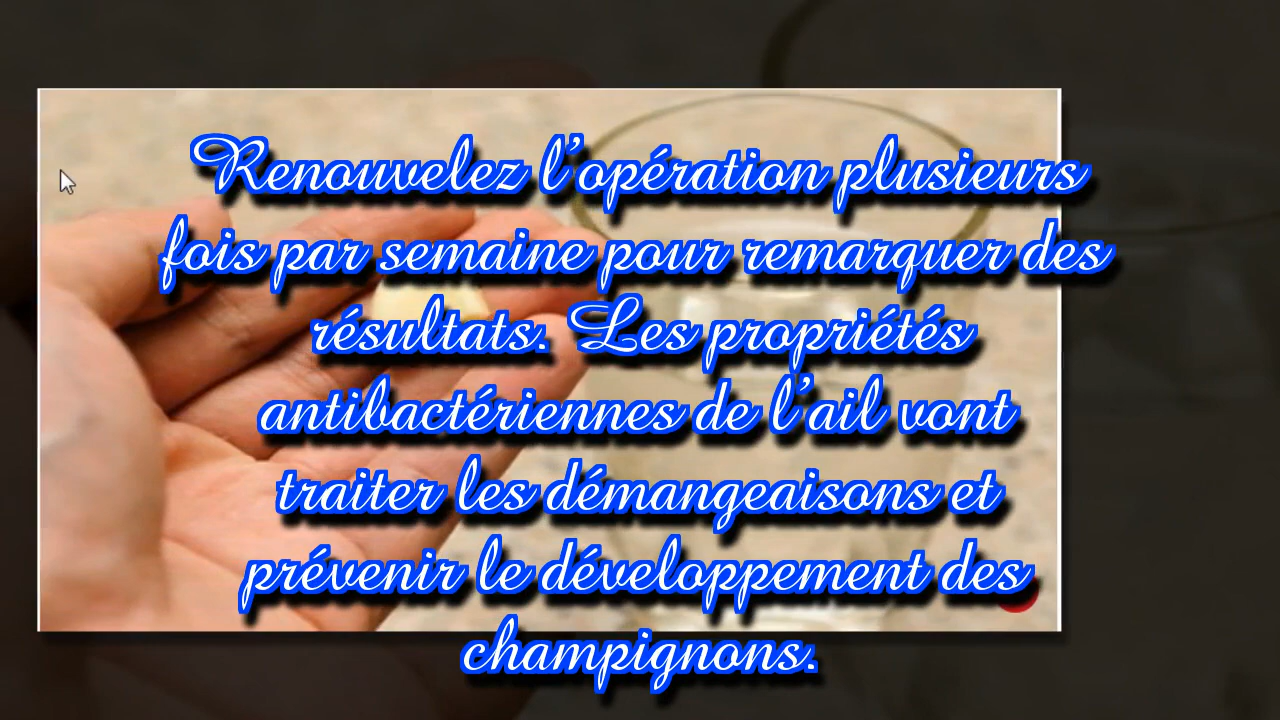 Renouvelez l'opération plusieurs
fois par semaine pour remarquer des
résultats. Les propriétés
antibactériennes de l'ail vont
traiter les démangeaisons et
prévenir le développement des
champignons.